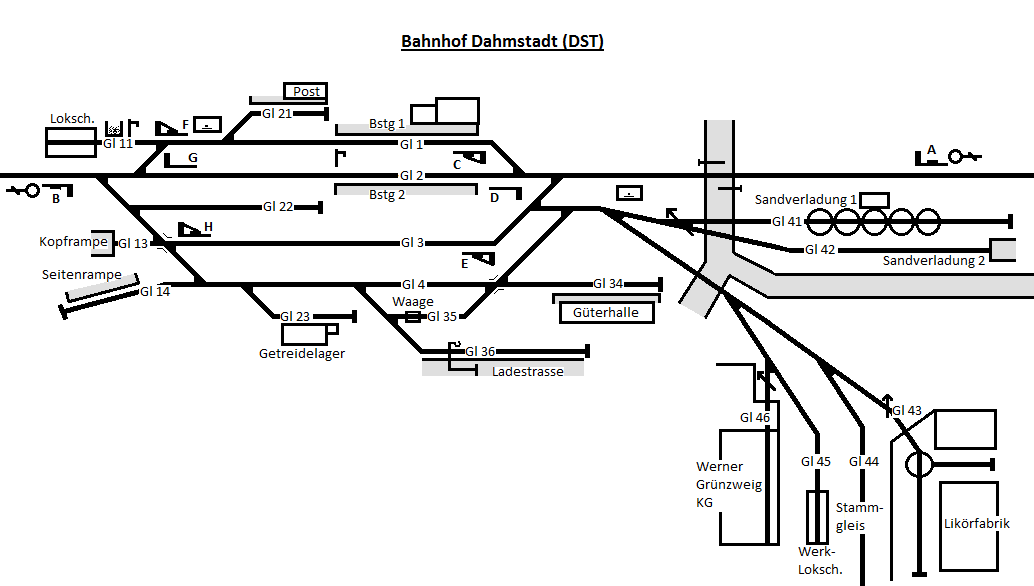 Bahnhof Dahmstadt (DST)
Post
Loksch.
Gl 21
F
Bstg 1
Gl 11
Gl 1
G
C
A
Gl 2
B
Bstg 2
D
Sandverladung 1
Gl 22
Gl 41
H
Kopframpe
Gl 13
Gl 3
Gl 42
Sandverladung 2
E
Seitenrampe
Gl 14
Gl 4
Gl 34
Waage
Gl 23
Gl 35
Güterhalle
Getreidelager
Gl 36
Ladestrasse
Gl 46
Gl 43
Werner
Grünzweig
KG
Gl 45
Gl 44
Stamm-
gleis
Likörfabrik
Werk-
Loksch.